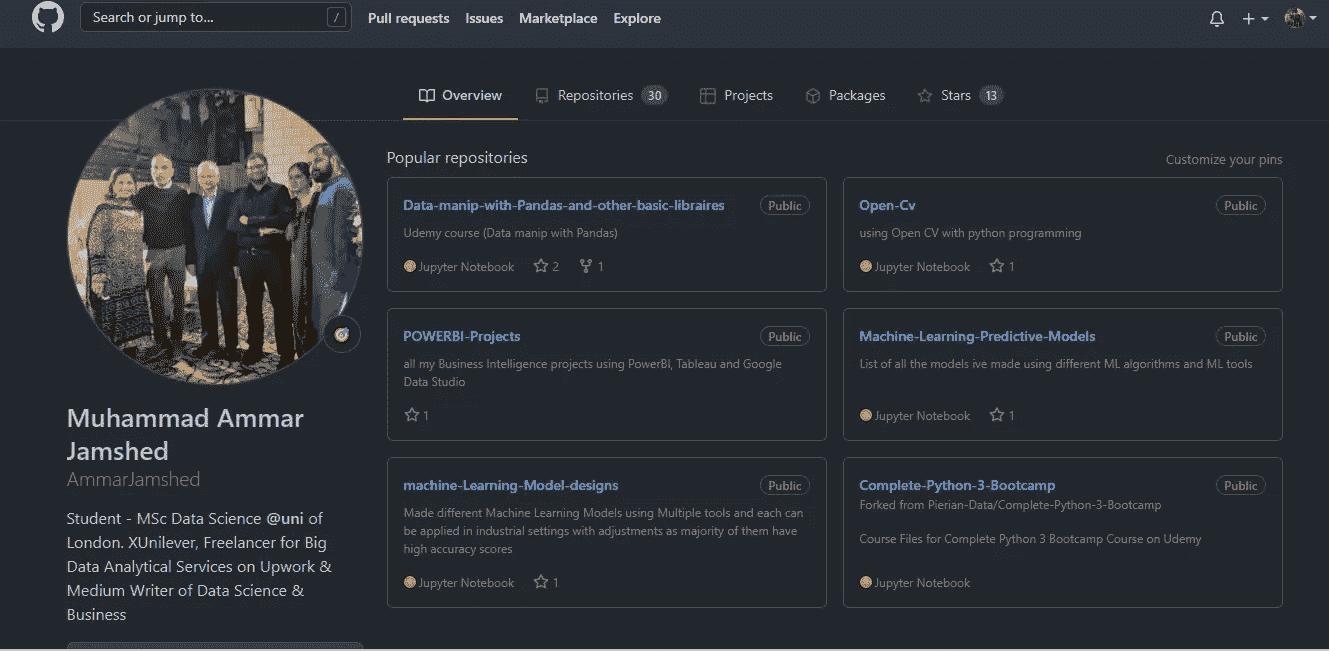 Search or jump to... /
Pull requests Issues Marketplace Explore
Overview Repositories 30 Projects Packages Stars 13
Popular repositories Customize your pins
Data-manip-with-Pandas-and-other-basic-libraires Public
Udemy course (Data manip with Pandas)
Jupyter Notebook 2 1
Open-Cv Public
using Open CV with python programming
Jupyter Notebook 1
POWERBI-Projects Public
all my Business Intelligence projects using PowerBI, Tableau and Google
Data Studio
1
Machine-Learning-Predictive-Models Public
List of all the models ive made using different ML algorithms and ML tools
Jupyter Notebook 1
machine-Learning-Model-designs Public
Made different Machine Learning Models using Multiple tools and each can
be applied in industrial settings with adjustments as majority of them have
high accuracy scores
Jupyter Notebook 1
Complete-Python-3-Bootcamp Public
Forked from Pierian-Data/Complete-Python-3-Bootcamp
Course Files for Complete Python 3 Bootcamp Course on Udemy
Jupyter Notebook
Muhammad Ammar
Jamshed
AmmarJamshed
Student - MSc Data Science @uni of
London. XUnilever, Freelancer for Big
Data Analytical Services on Upwork &
Medium Writer of Data Science &
Business